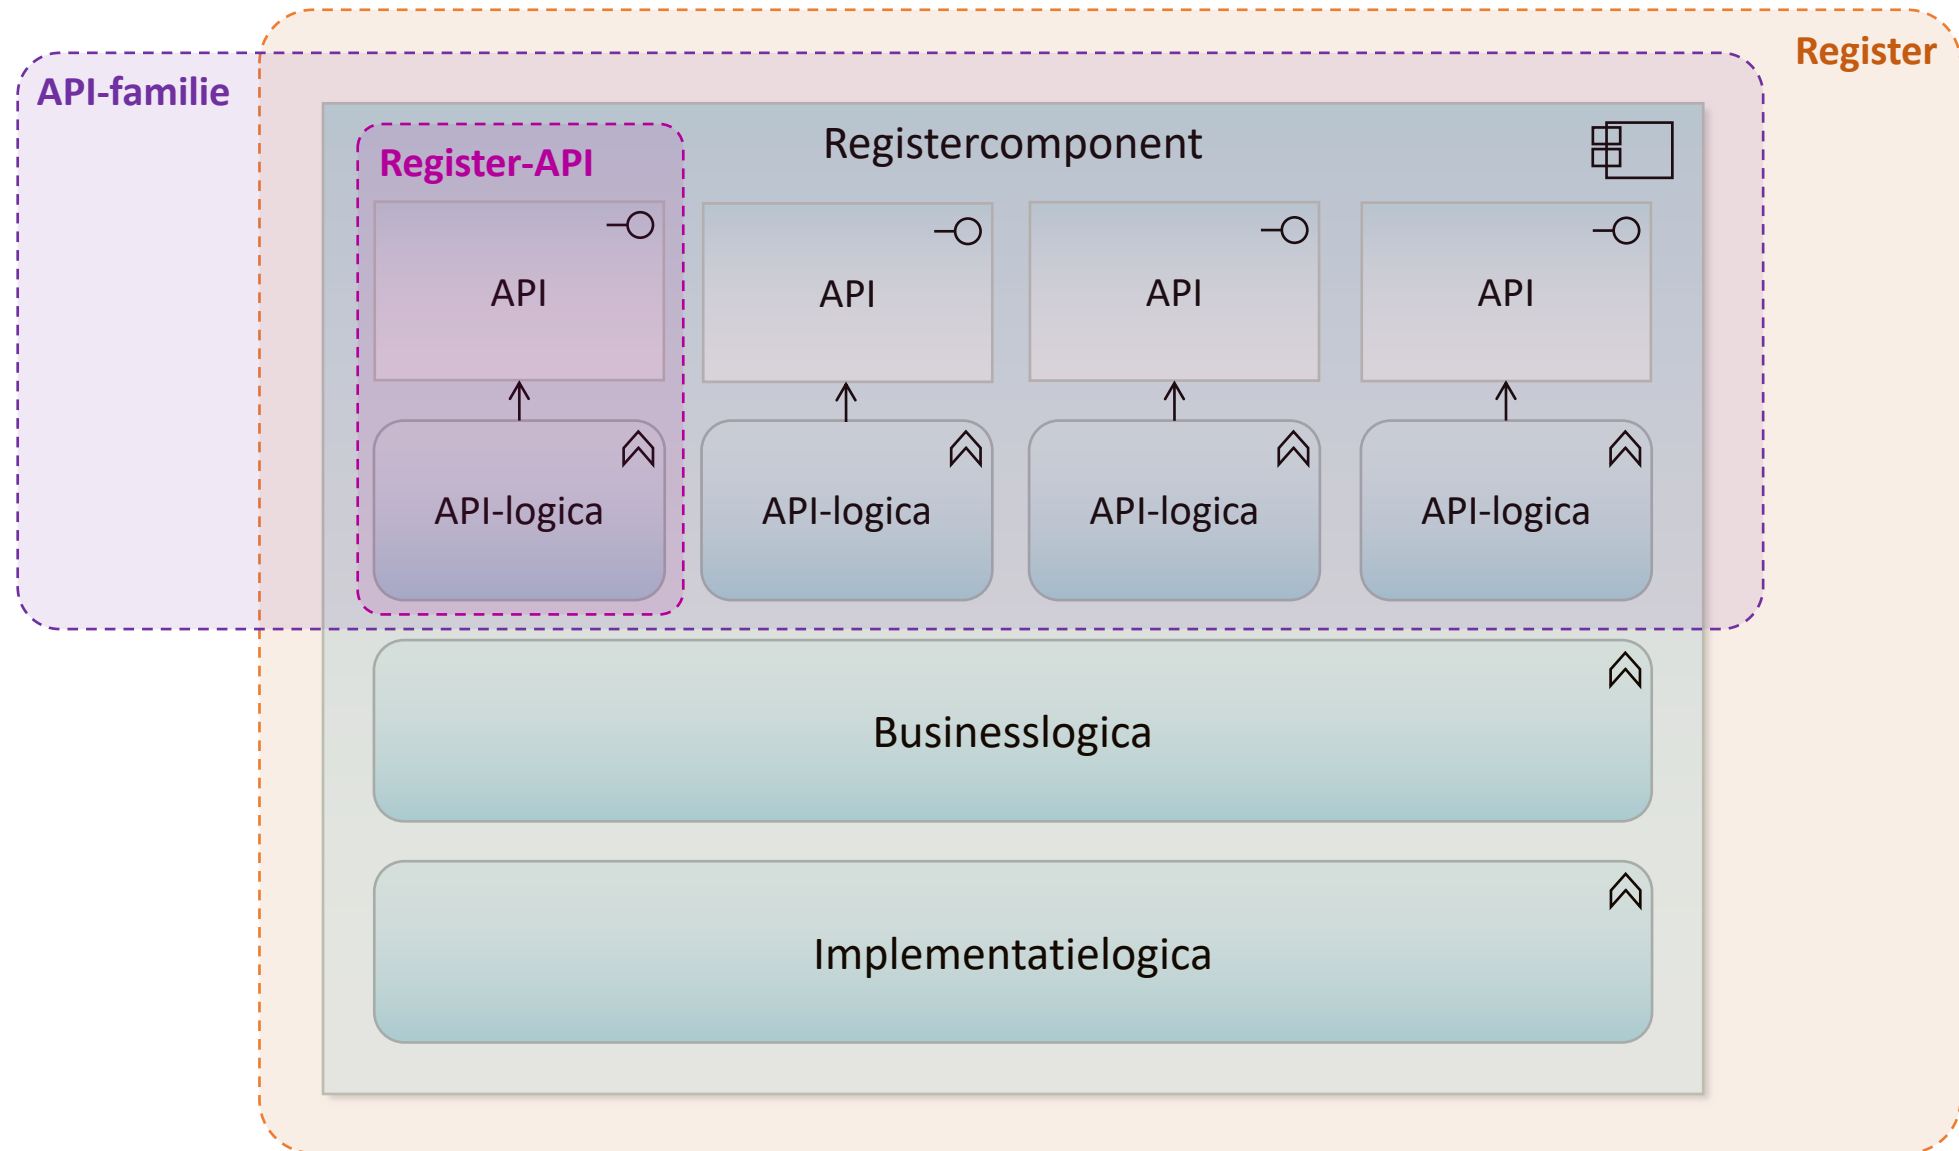 Register
API-familie
Registercomponent
Register-API
API
API
API
API
API-logica
API-logica
API-logica
API-logica
Businesslogica
Implementatielogica